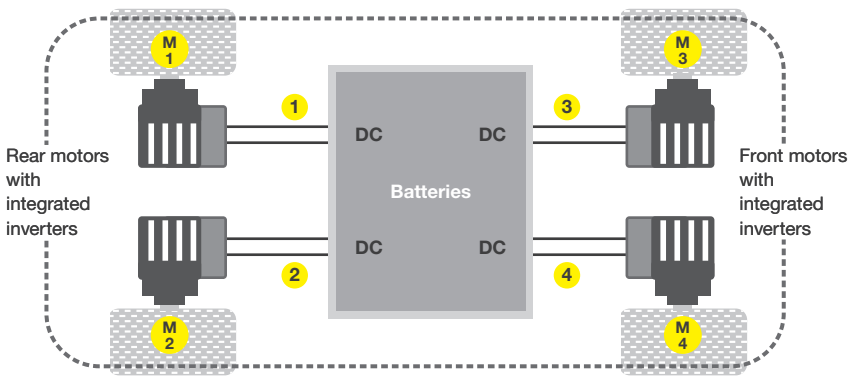 M
1
M
3
1
3
DC
DC
Rear motors
with
integrated
inverters
Front motors
with
integrated
inverters
Batteries
DC
DC
2
4
M
2
M
4